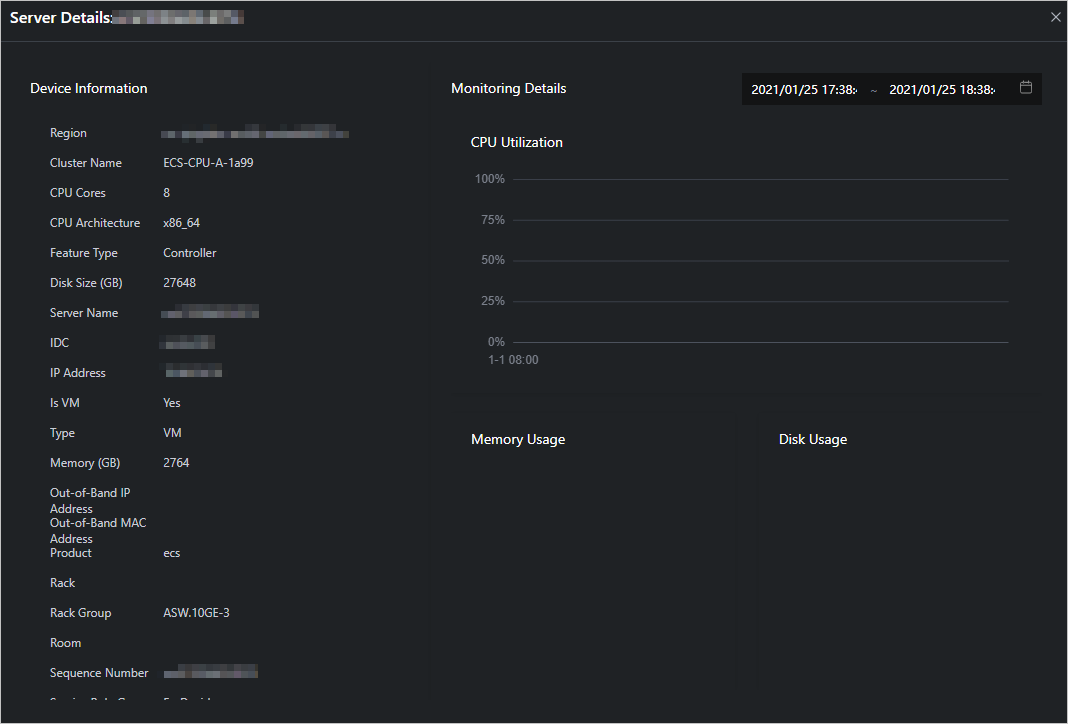 Server Details:
Device Information
Region
Cluster Name ECS-CPU-A-1a99
CPU Cores 8
CPU Architecture x86_64
Feature Type Controller
Disk Size (GB) 27648
Server Name
IDC
IP Address
Is VM Yes
Type VM
Memory (GB) 2764
Out-of-Band IP
Address
Out-of-Band MAC
Address
Product ecs
Rack
Rack Group ASW.10GE-3
Room
Sequence Number
Monitoring Details
2021/01/25 17:38: ~ 2021/01/25 18:38:
CPU Utilization
100%
75%
50%
25%
0%
1-1 08:00
Memory Usage
Disk Usage